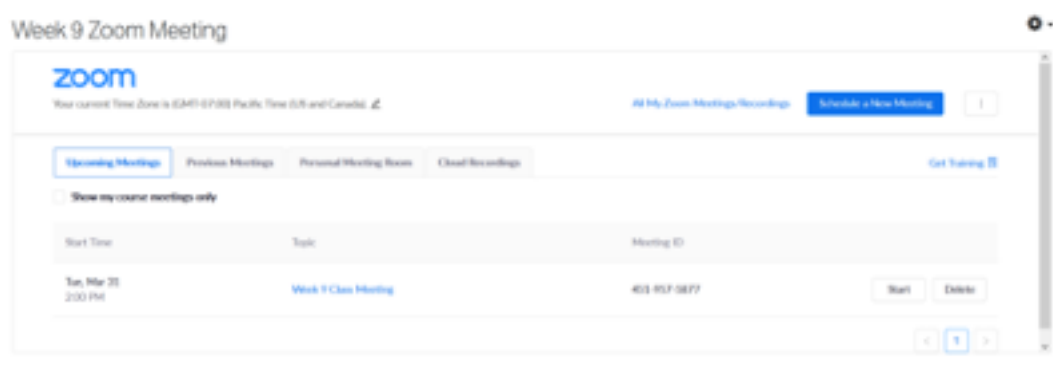 Week 9 Zoom Meeting
zoom
Your current Time Zone is (GMT-07:00) Pacific Time (US and Canada)
All My Zoom Meetings/Recordings
Schedule a New Meeting
Upcoming Meetings
Previous Meetings
Personal Meeting Room
Cloud Recordings
Get Training
Show my course meetings only
Start Time
Topic
Meeting ID
Tue, Mar 31
2:00 PM
Week 9 Class Meeting
Start
Delete
1